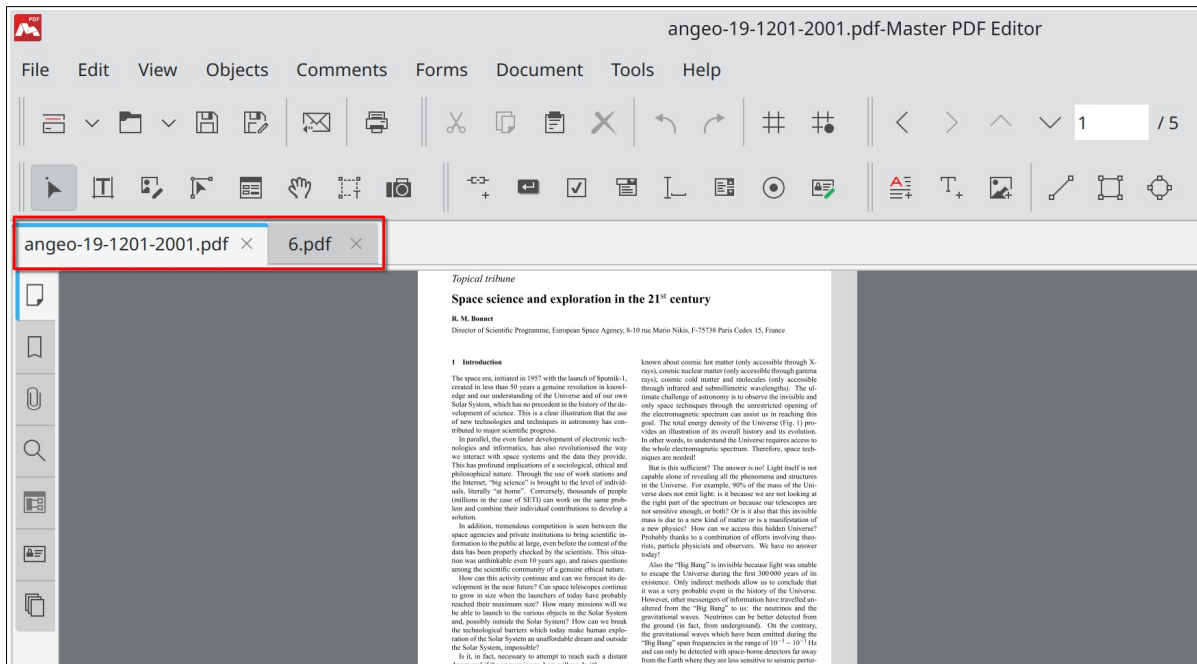 PDF
angeo-19-1201-2001.pdf-Master PDF Editor
File Edit View Objects Comments Forms Document Tools Help
1 / 5
angeo-19-1201-2001.pdf × 6.pdf ×
Topical tribune
Space science and exploration in the 21st century
R. M. Bonnet
Director of Scientific Programme, European Space Agency, 8-10 rue Mario Nikis, F-75738 Paris Cedex 15, France
1 Introduction
The space era, initiated in 1957 with the launch of Sputnik-1,
created in less than 50 years a genuine revolution in knowl-
edge and our understanding of the Universe and of our own
Solar System, which has no precedent in the history of the de-
velopment of science. This is a clear illustration that the use
of new technologies and techniques in astronomy has con-
tributed to major scientific progress.
In parallel, the even faster development of electronic tech-
nologies and informatics, has also revolutionised the way
we interact with space systems and the data they provide.
This has profound implications of a sociological, ethical and
philosophical nature. Through the use of work stations and
the Internet, "big science" is brought to the level of individ-
uals, literally "at home". Conversely, thousands of people
(millions in the case of SETI) can work on the same prob-
lem and combine their individual contributions to develop a
solution.
In addition, tremendous competition is seen between the
space agencies and private institutions to bring scientific in-
formation to the public at large, even before the content of the
data has been properly checked by the scientists. This situa-
tion was unthinkable even 10 years ago, and raises questions
among the scientific community of a genuine ethical nature.
How can this activity continue and can we forecast its de-
velopment in the near future? Can space telescopes continue
to grow in size when the launchers of today have probably
reached their maximum size? How many missions will we
be able to launch to the various objects in the Solar System
and, possibly outside the Solar System? How can we break
the technological barriers which today make human explo-
ration of the Solar System an unaffordable dream and outside
the Solar System, impossible?
Is it, in fact, necessary to attempt to reach such a distant
known about cosmic hot matter (only accessible through X-
rays), cosmic nuclear matter (only accessible through gamma
rays), cosmic cold matter and molecules (only accessible
through infrared and submillimetric wavelengths). The ul-
timate challenge of astronomy is to observe the invisible and
only space techniques through the unrestricted opening of
the electromagnetic spectrum can assist us in reaching this
goal. The total energy density of the Universe (Fig. 1) pro-
vides an illustration of its overall history and its evolution.
In other words, to understand the Universe requires access to
the whole electromagnetic spectrum. Therefore, space tech-
niques are needed!
But is this sufficient? The answer is no! Light itself is not
capable alone of revealing all the phenomena and structures
in the Universe. For example, 90% of the mass of the Uni-
verse does not emit light: is it because we are not looking at
the right part of the spectrum or because our telescopes are
not sensitive enough, or both? Or is it also that this invisible
mass is due to a new kind of matter or is a manifestation of
a new physics? How can we access this hidden Universe?
Probably thanks to a combination of efforts involving theo-
rists, particle physicists and observers. We have no answer
today!
Also the "Big Bang" is invisible because light was unable
to escape the Universe during the first 300 000 years of its
existence. Only indirect methods allow us to conclude that
it was a very probable event in the history of the Universe.
However, other messengers of information have travelled un-
altered from the "Big Bang" to us: the neutrinos and the
gravitational waves. Neutrinos can be better detected from
the ground (in fact, from underground). On the contrary,
the gravitational waves which have been emitted during the
"Big Bang" span frequencies in the range of 10⁻³ – 10⁻¹ Hz
and can only be detected with space-borne detectors far away
from the Earth where they are less sensitive to seismic pertur-